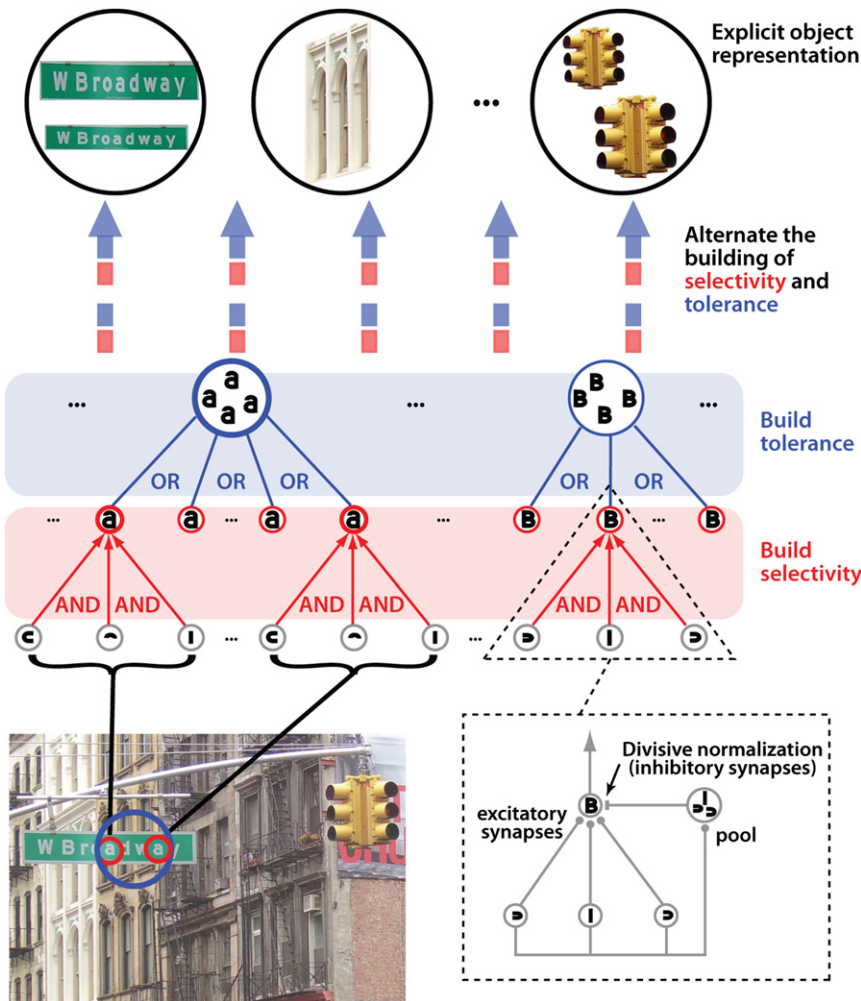 Explicit object
representation
W Broadway
W Broadway
...
Alternate the
building of
selectivity and
tolerance
... a a a a ... B B B B ...
Build
tolerance
OR OR OR OR OR
... a a ... a a ... B B ... B
Build
selectivity
AND AND AND AND AND AND
... ...
W Broadway
Divisive normalization
(inhibitory synapses)
excitatory
synapses
B
pool